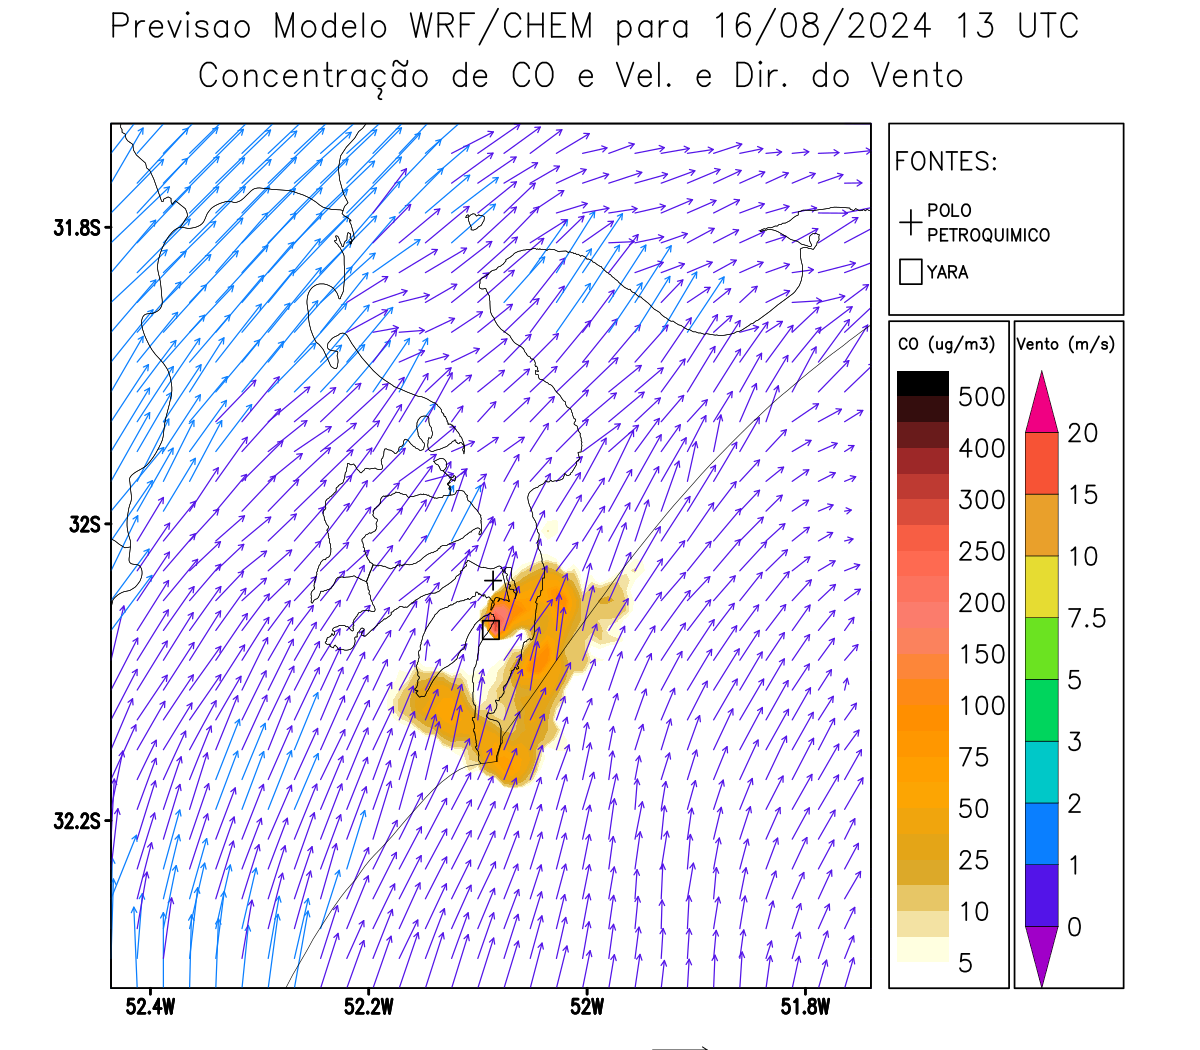 Previsao Modelo WRF/CHEM para 16/08/2024 13 UTC
Concentração de CO e Vel. e Dir. do Vento
FONTES:
POLO
PETROQUIMICO
YARA
CO (ug/m3)
500
400
300
250
200
150
100
75
50
25
10
5
Vento (m/s)
20
15
10
7.5
5
3
2
1
0
31.8S
32S
32.2S
52.4W
52.2W
52W
51.8W